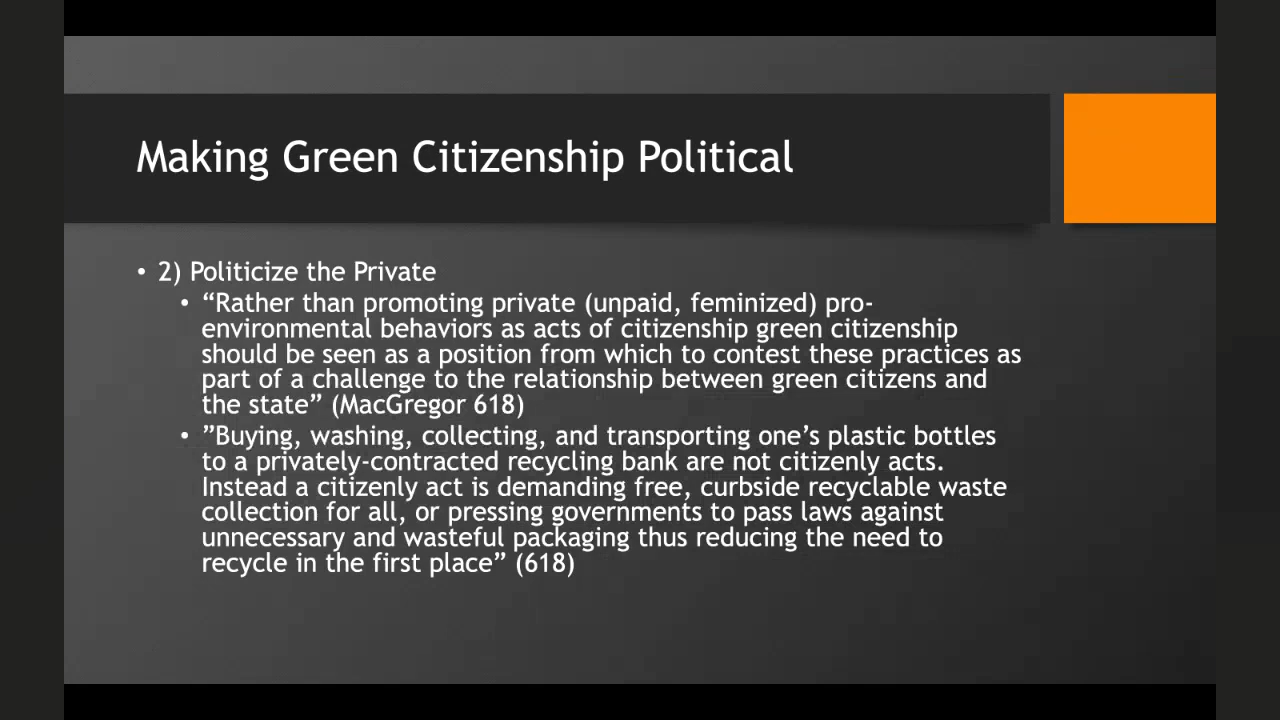 Making Green Citizenship Political
• 2) Politicize the Private
• “Rather than promoting private (unpaid, feminized) pro-
environmental behaviors as acts of citizenship green citizenship
should be seen as a position from which to contest these practices as
part of a challenge to the relationship between green citizens and
the state” (MacGregor 618)
• ”Buying, washing, collecting, and transporting one’s plastic bottles
to a privately-contracted recycling bank are not citizenly acts.
Instead a citizenly act is demanding free, curbside recyclable waste
collection for all, or pressing governments to pass laws against
unnecessary and wasteful packaging thus reducing the need to
recycle in the first place” (618)